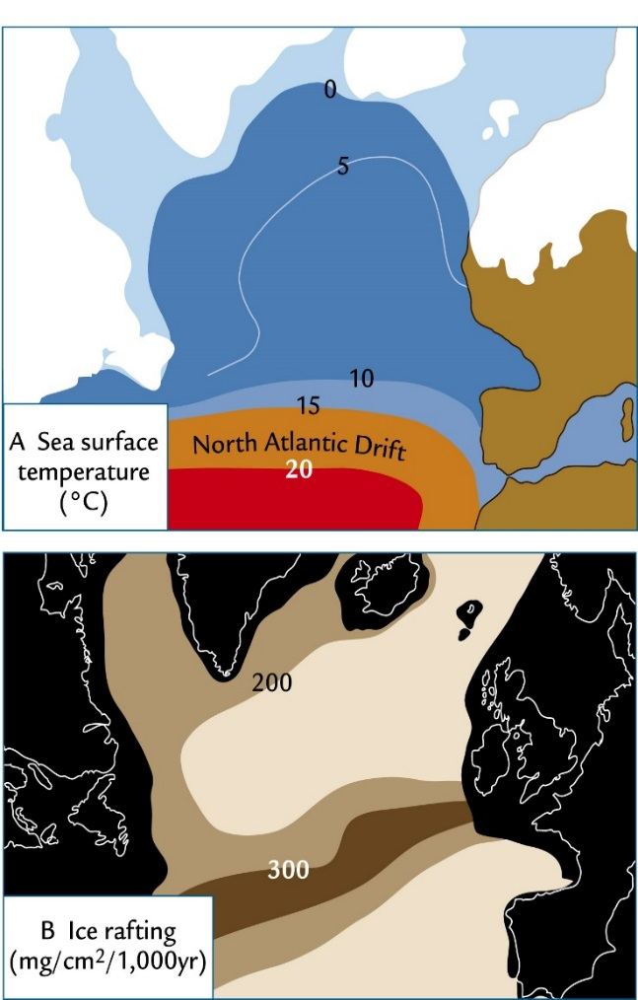 0
5
10
15
North Atlantic Drift
20
A Sea surface
temperature
(°C)
200
300
B Ice rafting
(mg/cm²/1,000yr)